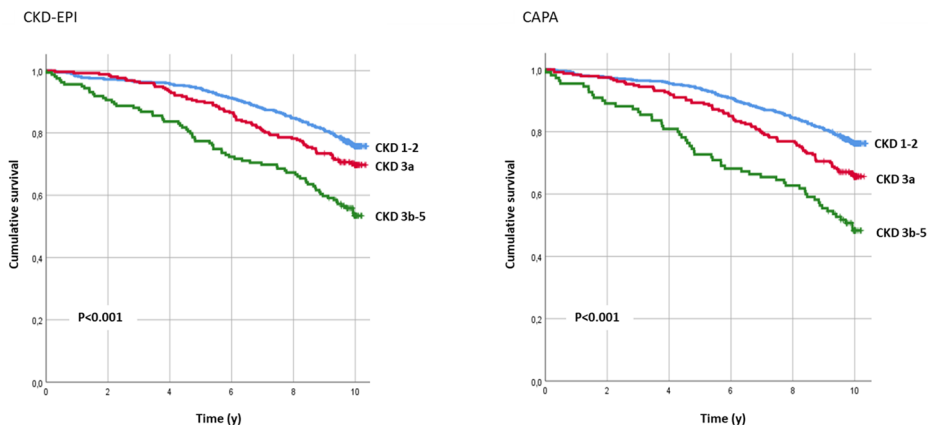 CKD-EPI
1,0
0,8
0,6
0,4
0,2
0,0
0 2 4 6 8 10
Cumulative survival
Time (y)
CKD 1-2
CKD 3a
CKD 3b-5
P<0.001
CAPA
1,0
0,8
0,6
0,4
0,2
0,0
0 2 4 6 8 10
Cumulative survival
Time (y)
CKD 1-2
CKD 3a
CKD 3b-5
P<0.001